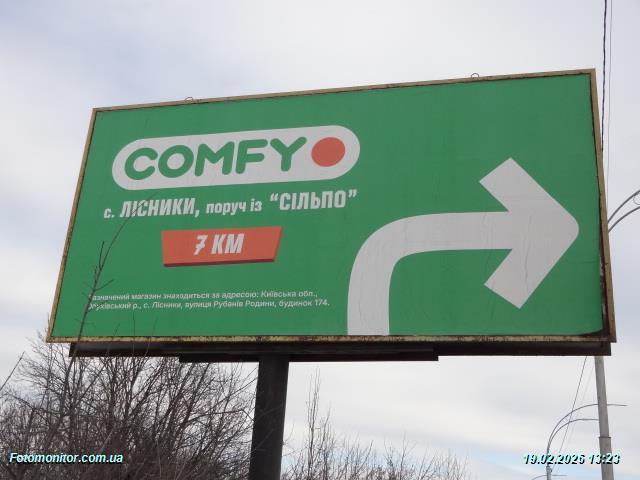 COMFY
с. ЛІСНИКИ, поруч із "СІЛЬПО"
7 КМ
Зазначений магазин знаходиться за адресою: Київська обл.,
Обухівський р., с. Лісники, вулиця Рубанів Родини, будинок 174.
Fotomonitor.com.ua
19.02.2026 13:23